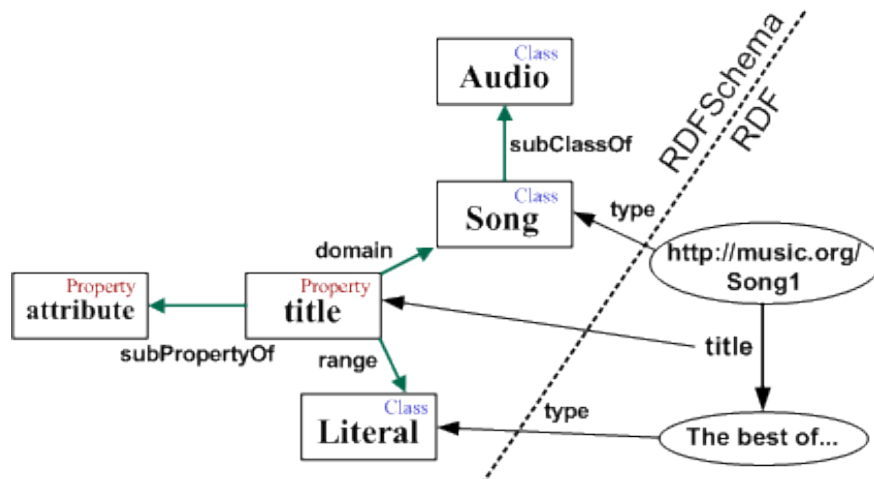 Class
Audio
subClassOf
RDFSchema
RDF
Class
Song
type
http://music.org/
Song1
domain
Property
attribute
Property
title
subPropertyOf
range
title
Class
Literal
type
The best of...